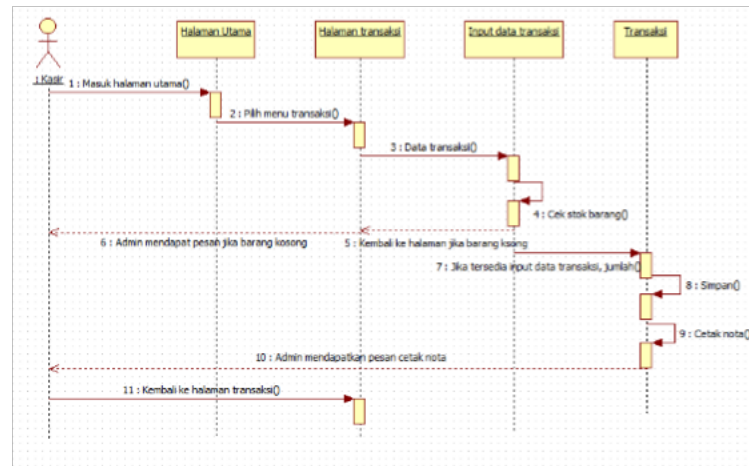 Halaman Utama
Halaman transaksi
Input data transaksi
Transaksi
: Kasir
1 : Masuk halaman utama()
2 : Pilih menu transaksi()
3 : Data transaksi()
4 : Cek stok barang()
5 : Kembali ke halaman jika barang ksong
6 : Admin mendapat pesan jika barang kosong
7 : Jika tersedia input data transaksi, jumlah()
8 : Simpan()
9 : Cetak nota()
10 : Admin mendapatkan pesan cetak nota
11 : Kembali ke halaman transaksi()